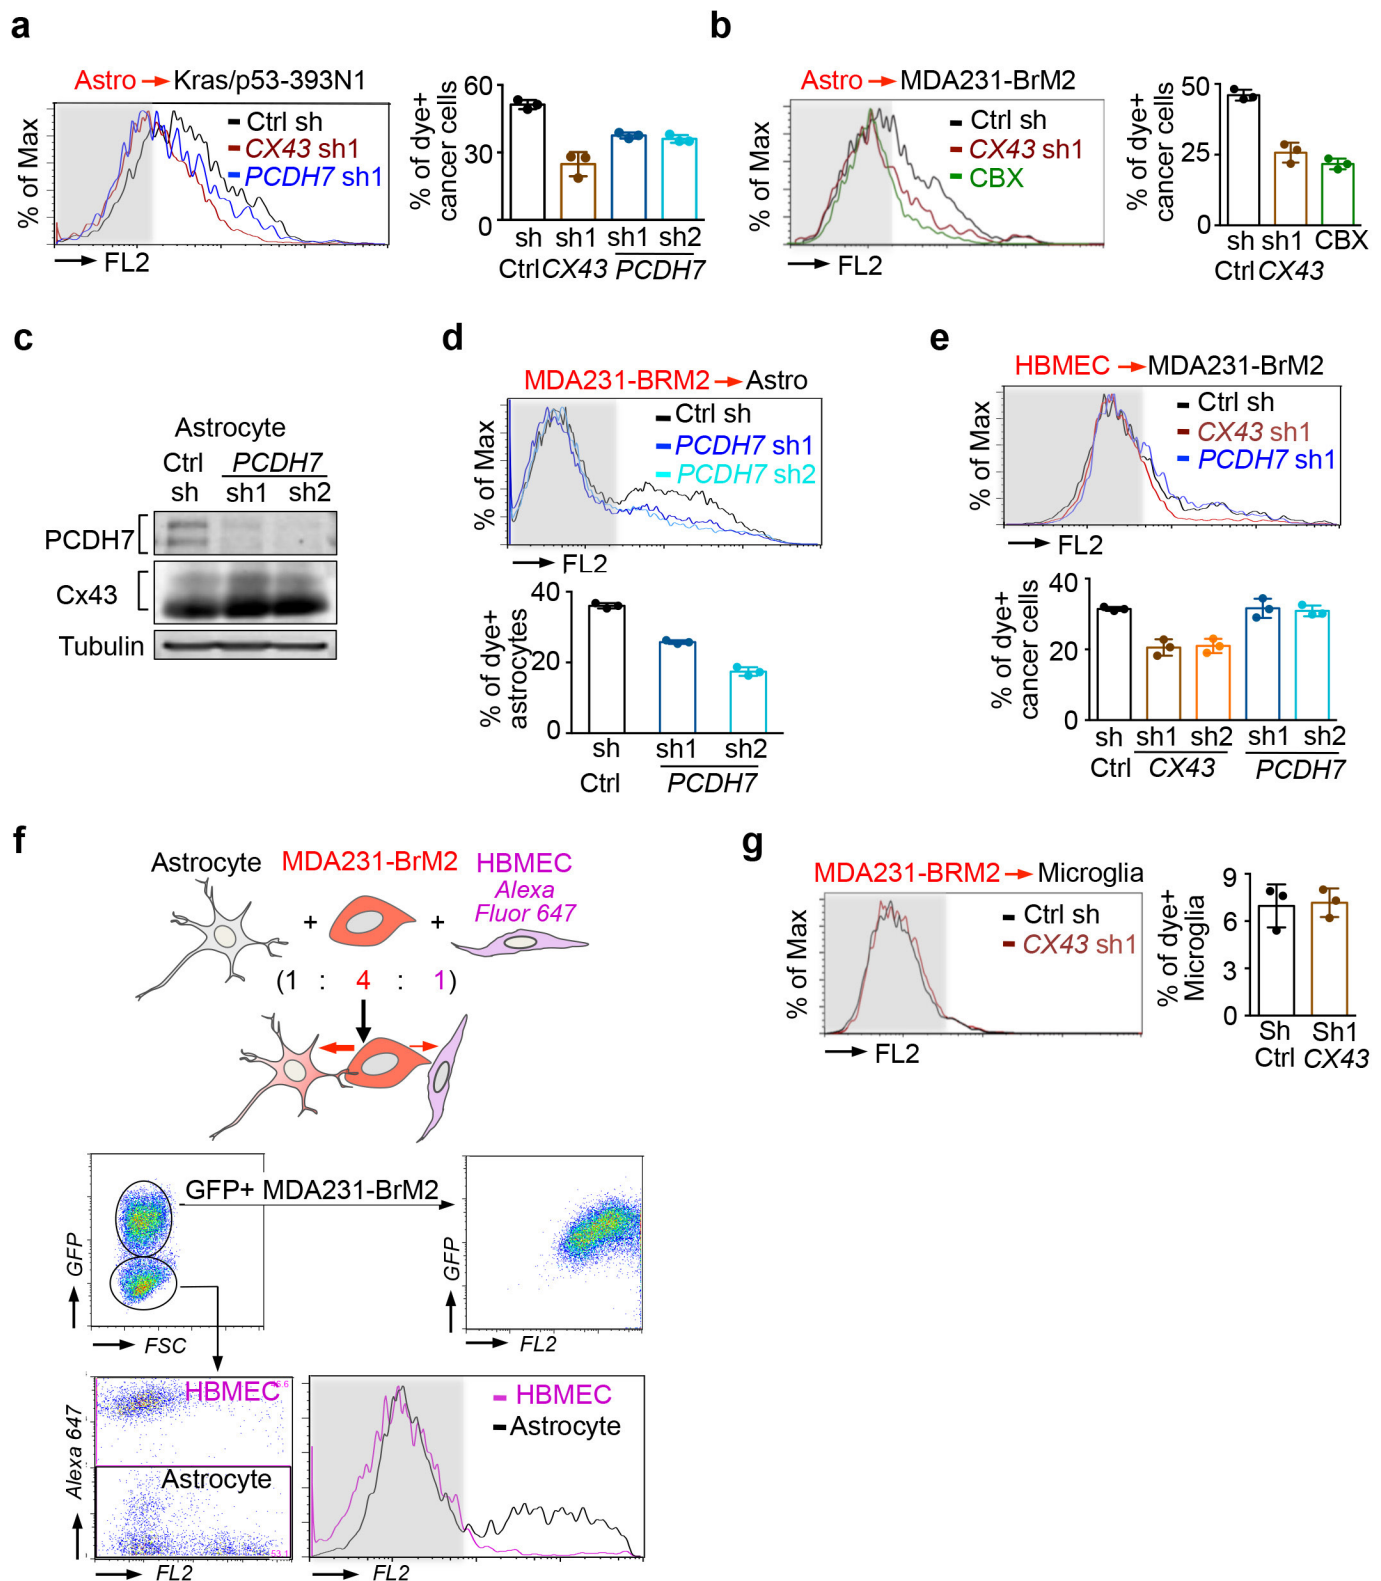 a
Astro → Kras/p53-393N1
% of Max
Ctrl sh
CX43 sh1
PCDH7 sh1
FL2
% of dye+
cancer cells
60
30
0
sh sh1 sh1 sh2
Ctrl CX43 PCDH7
b
Astro → MDA231-BrM2
% of Max
Ctrl sh
CX43 sh1
CBX
FL2
% of dye+
cancer cells
50
25
0
sh sh1 CBX
Ctrl CX43
c
Astrocyte
Ctrl PCDH7
sh sh1 sh2
PCDH7
Cx43
Tubulin
d
MDA231-BRM2 → Astro
% of Max
Ctrl sh
PCDH7 sh1
PCDH7 sh2
FL2
% of dye+
astrocytes
40
20
0
sh sh1 sh2
Ctrl PCDH7
e
HBMEC → MDA231-BrM2
% of Max
Ctrl sh
CX43 sh1
PCDH7 sh1
FL2
% of dye+
cancer cells
40
20
0
sh sh1 sh2 sh1 sh2
Ctrl CX43 PCDH7
f
Astrocyte MDA231-BrM2 HBMEC
Alexa
Fluor 647
+ +
(1 : 4 : 1)
GFP+ MDA231-BrM2
GFP
FSC
GFP
FL2
HBMEC
Astrocyte
53.1
Alexa 647
FL2
HBMEC
Astrocyte
FL2
g
MDA231-BRM2 → Microglia
% of Max
Ctrl sh
CX43 sh1
FL2
% of dye+
Microglia
9
6
3
0
Sh Sh1
Ctrl CX43